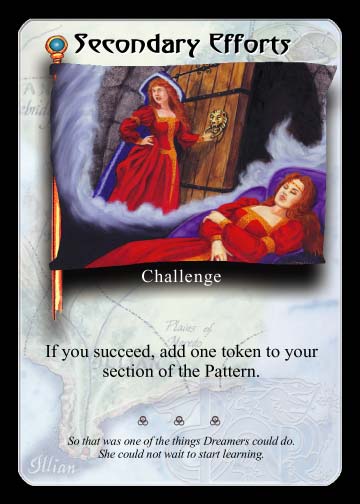 Secondary Efforts
Challenge
Plains of
If you succeed, add one token to your
section of the Pattern.
So that was one of the things Dreamers could do.
She could not wait to start learning.
Illian